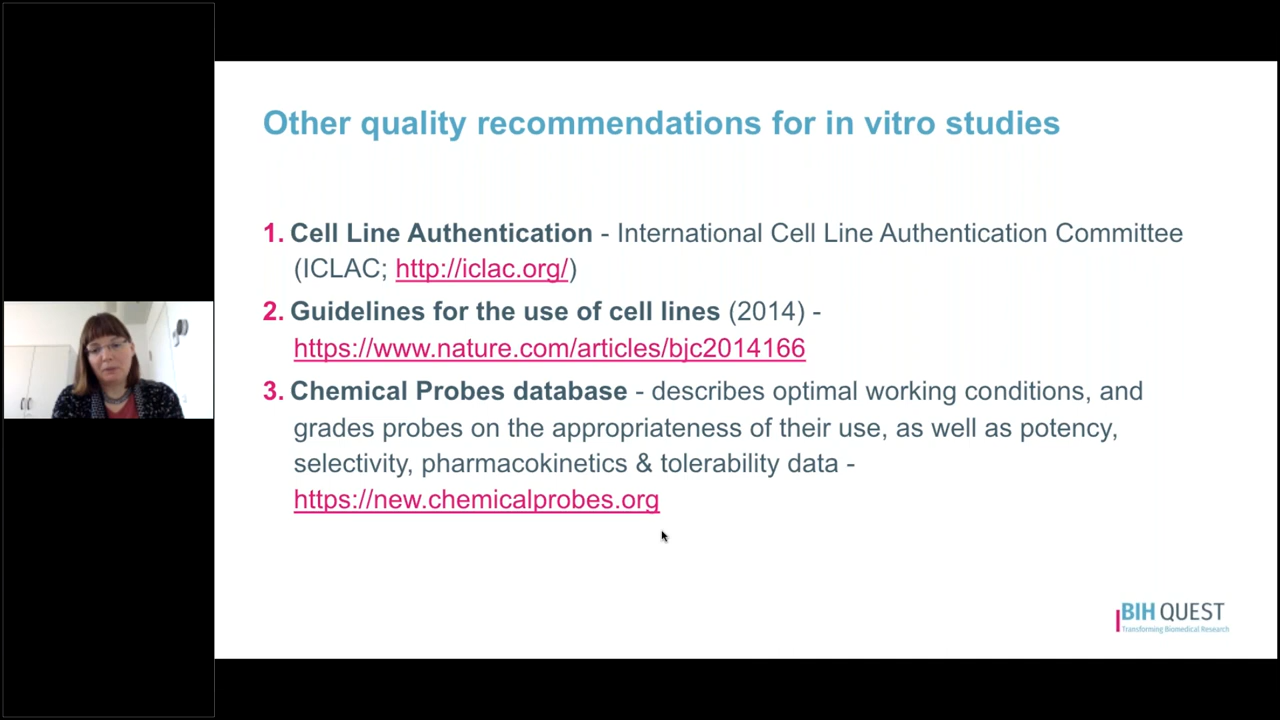 Other quality recommendations for in vitro studies
1. Cell Line Authentication - International Cell Line Authentication Committee
(ICLAC; http://iclac.org/)
2. Guidelines for the use of cell lines (2014) -
https://www.nature.com/articles/bjc2014166
3. Chemical Probes database - describes optimal working conditions, and
grades probes on the appropriateness of their use, as well as potency,
selectivity, pharmacokinetics & tolerability data -
https://new.chemicalprobes.org
BIH QUEST
Transforming Biomedical Research